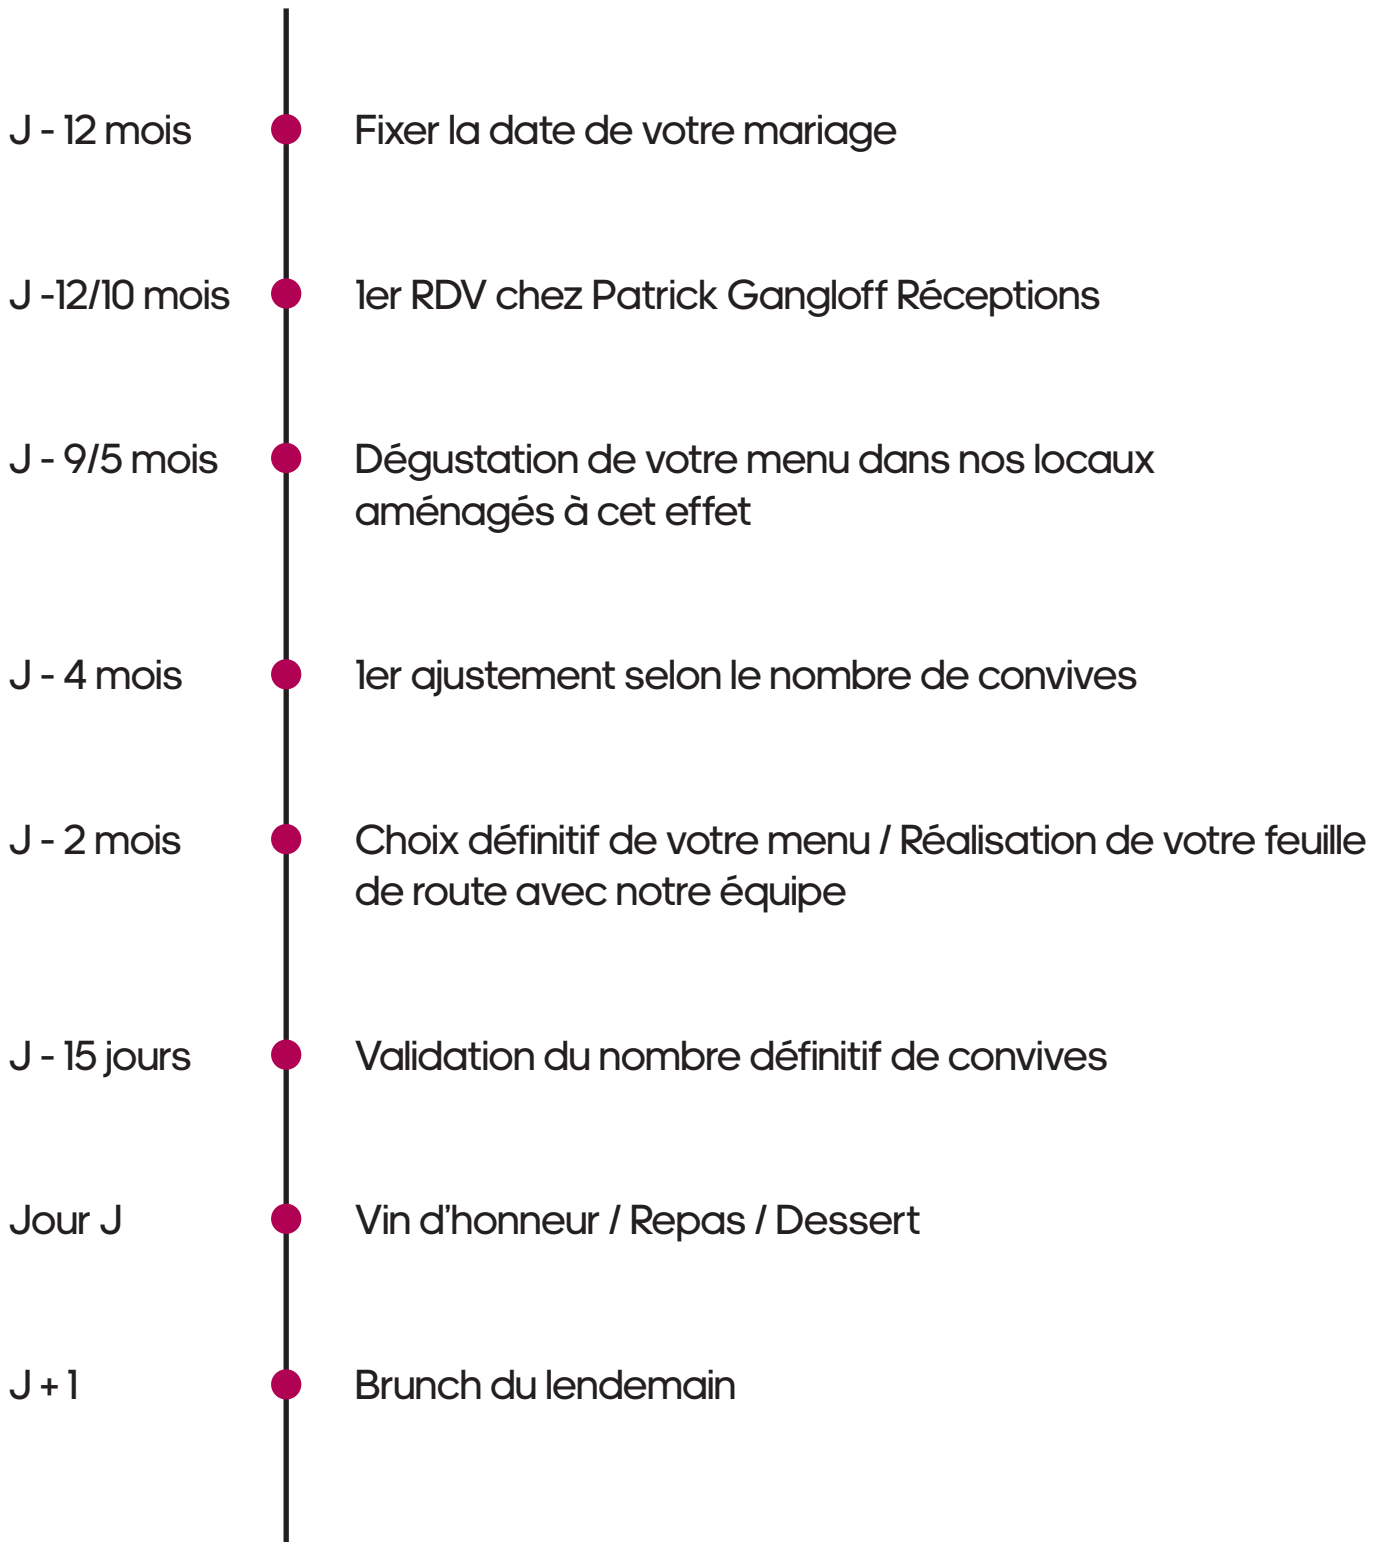 J - 12 mois
Fixer la date de votre mariage
J -12/10 mois
1er RDV chez Patrick Gangloff Réceptions
J - 9/5 mois
Dégustation de votre menu dans nos locaux
aménagés à cet effet
J - 4 mois
1er ajustement selon le nombre de convives
J - 2 mois
Choix définitif de votre menu / Réalisation de votre feuille
de route avec notre équipe
J - 15 jours
Validation du nombre définitif de convives
Jour J
Vin d’honneur / Repas / Dessert
J + 1
Brunch du lendemain